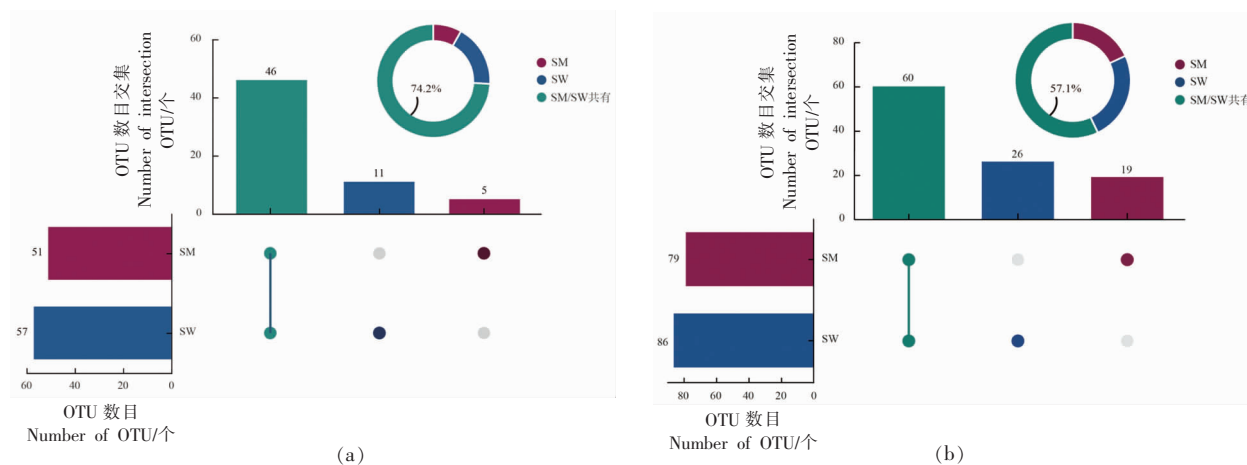 60
40
20
0
OTU 数目交集
Number of intersection
OTU/个
46
11
5
74.2%
SM
SW
SM/SW共有
51
57
SM
SW
60 40 20 0
OTU 数目
Number of OTU/个
(a)
80
60
40
20
0
OTU 数目交集
Number of intersection
OTU/个
60
26
19
57.1%
SM
SW
SM/SW共有
79
86
SM
SW
80 60 40 20 0
OTU 数目
Number of OTU/个
(b)